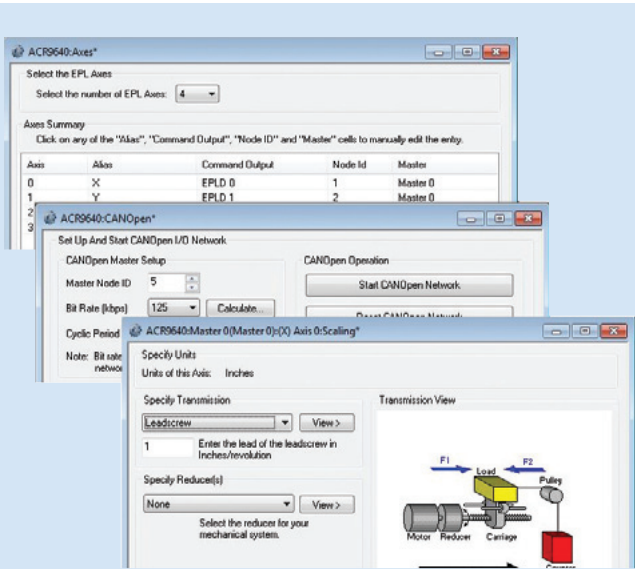 ACR9640:Axes*
Select the EPL Axes
Select the number of EPL Axes: 4
Axes Summary
Click on any of the "Alias", "Command Output", "Node ID" and "Master" cells to manually edit the entry.
Axis Alias Command Output Node Id Master
0 X EPLD 0 1 Master 0
1 Y EPLD 1 2 Master 0
2
3
ACR9640:CANOpen*
Set Up And Start CANOpen I/O Network
CANOpen Master Setup
CANOpen Operation
Master Node ID 5
Start CANOpen Network
Bit Rate (kbps) 125 Calculate...
CANOpen Network
Cyclic Period
Note: Bit rate
ACR9640:Master 0(Master 0):(X) Axis 0:Scaling*
Specify Units
Units of this Axis: Inches
Specify Transmission
Transmission View
Leadscrew View >
1 Enter the lead of the leadscrew in
Inches/revolution
Specify Reducer(s)
None View >
Select the reducer for your
mechanical system.
F1 F2
Load
Pulley
Motor Reducer Carriage